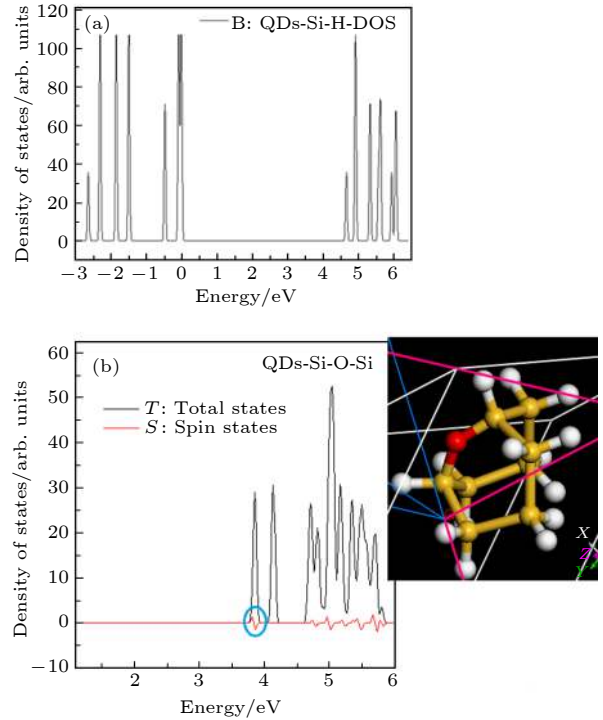 (a)
B: QDs-Si-H-DOS
Density of states/arb. units
120
100
80
60
40
20
0
−3 −2 −1 0 1 2 3 4 5 6
Energy/eV
(b)
QDs-Si-O-Si
T: Total states
S: Spin states
Density of states/arb. units
60
50
40
30
20
10
0
−10
2 3 4 5 6
Energy/eV
X
Z
Y